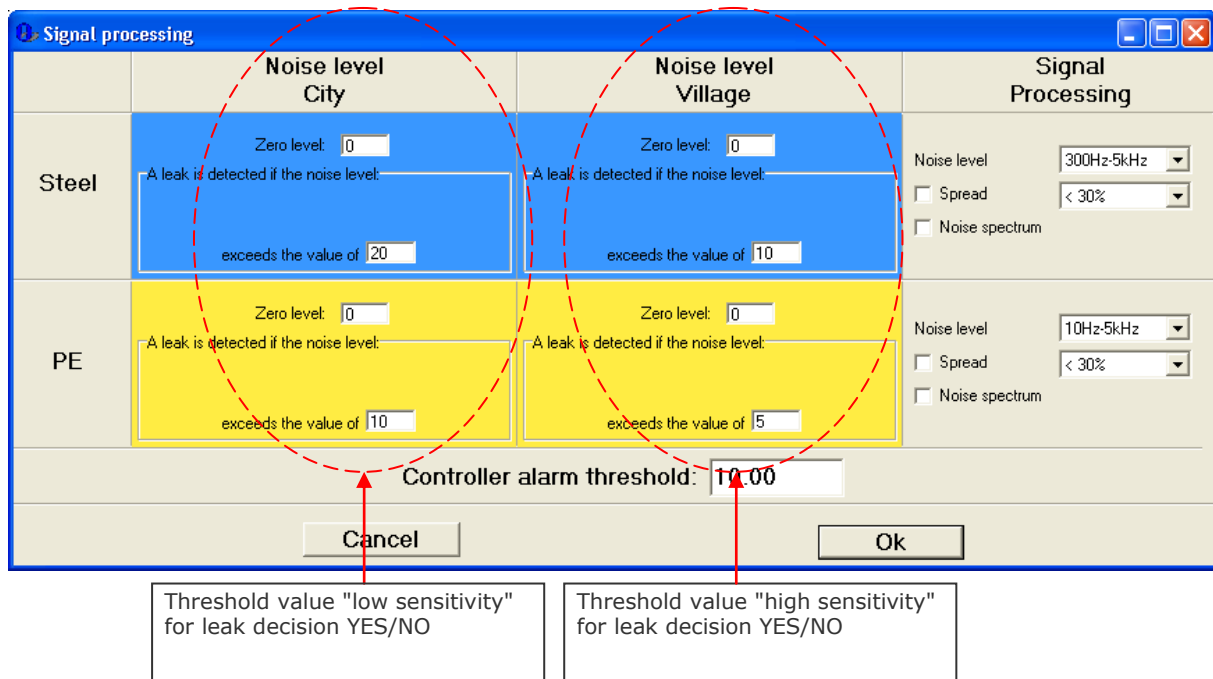 Signal processing
Noise level
City
Noise level
Village
Signal
Processing
Steel
Zero level: 0
A leak is detected if the noise level:
exceeds the value of 20
Zero level: 0
A leak is detected if the noise level:
exceeds the value of 10
Noise level 300Hz-5kHz
Spread < 30%
Noise spectrum
PE
Zero level: 0
A leak is detected if the noise level:
exceeds the value of 10
Zero level: 0
A leak is detected if the noise level:
exceeds the value of 5
Noise level 10Hz-5kHz
Spread < 30%
Noise spectrum
Controller alarm threshold: 10.00
Cancel
Ok
Threshold value "low sensitivity"
for leak decision YES/NO
Threshold value "high sensitivity"
for leak decision YES/NO